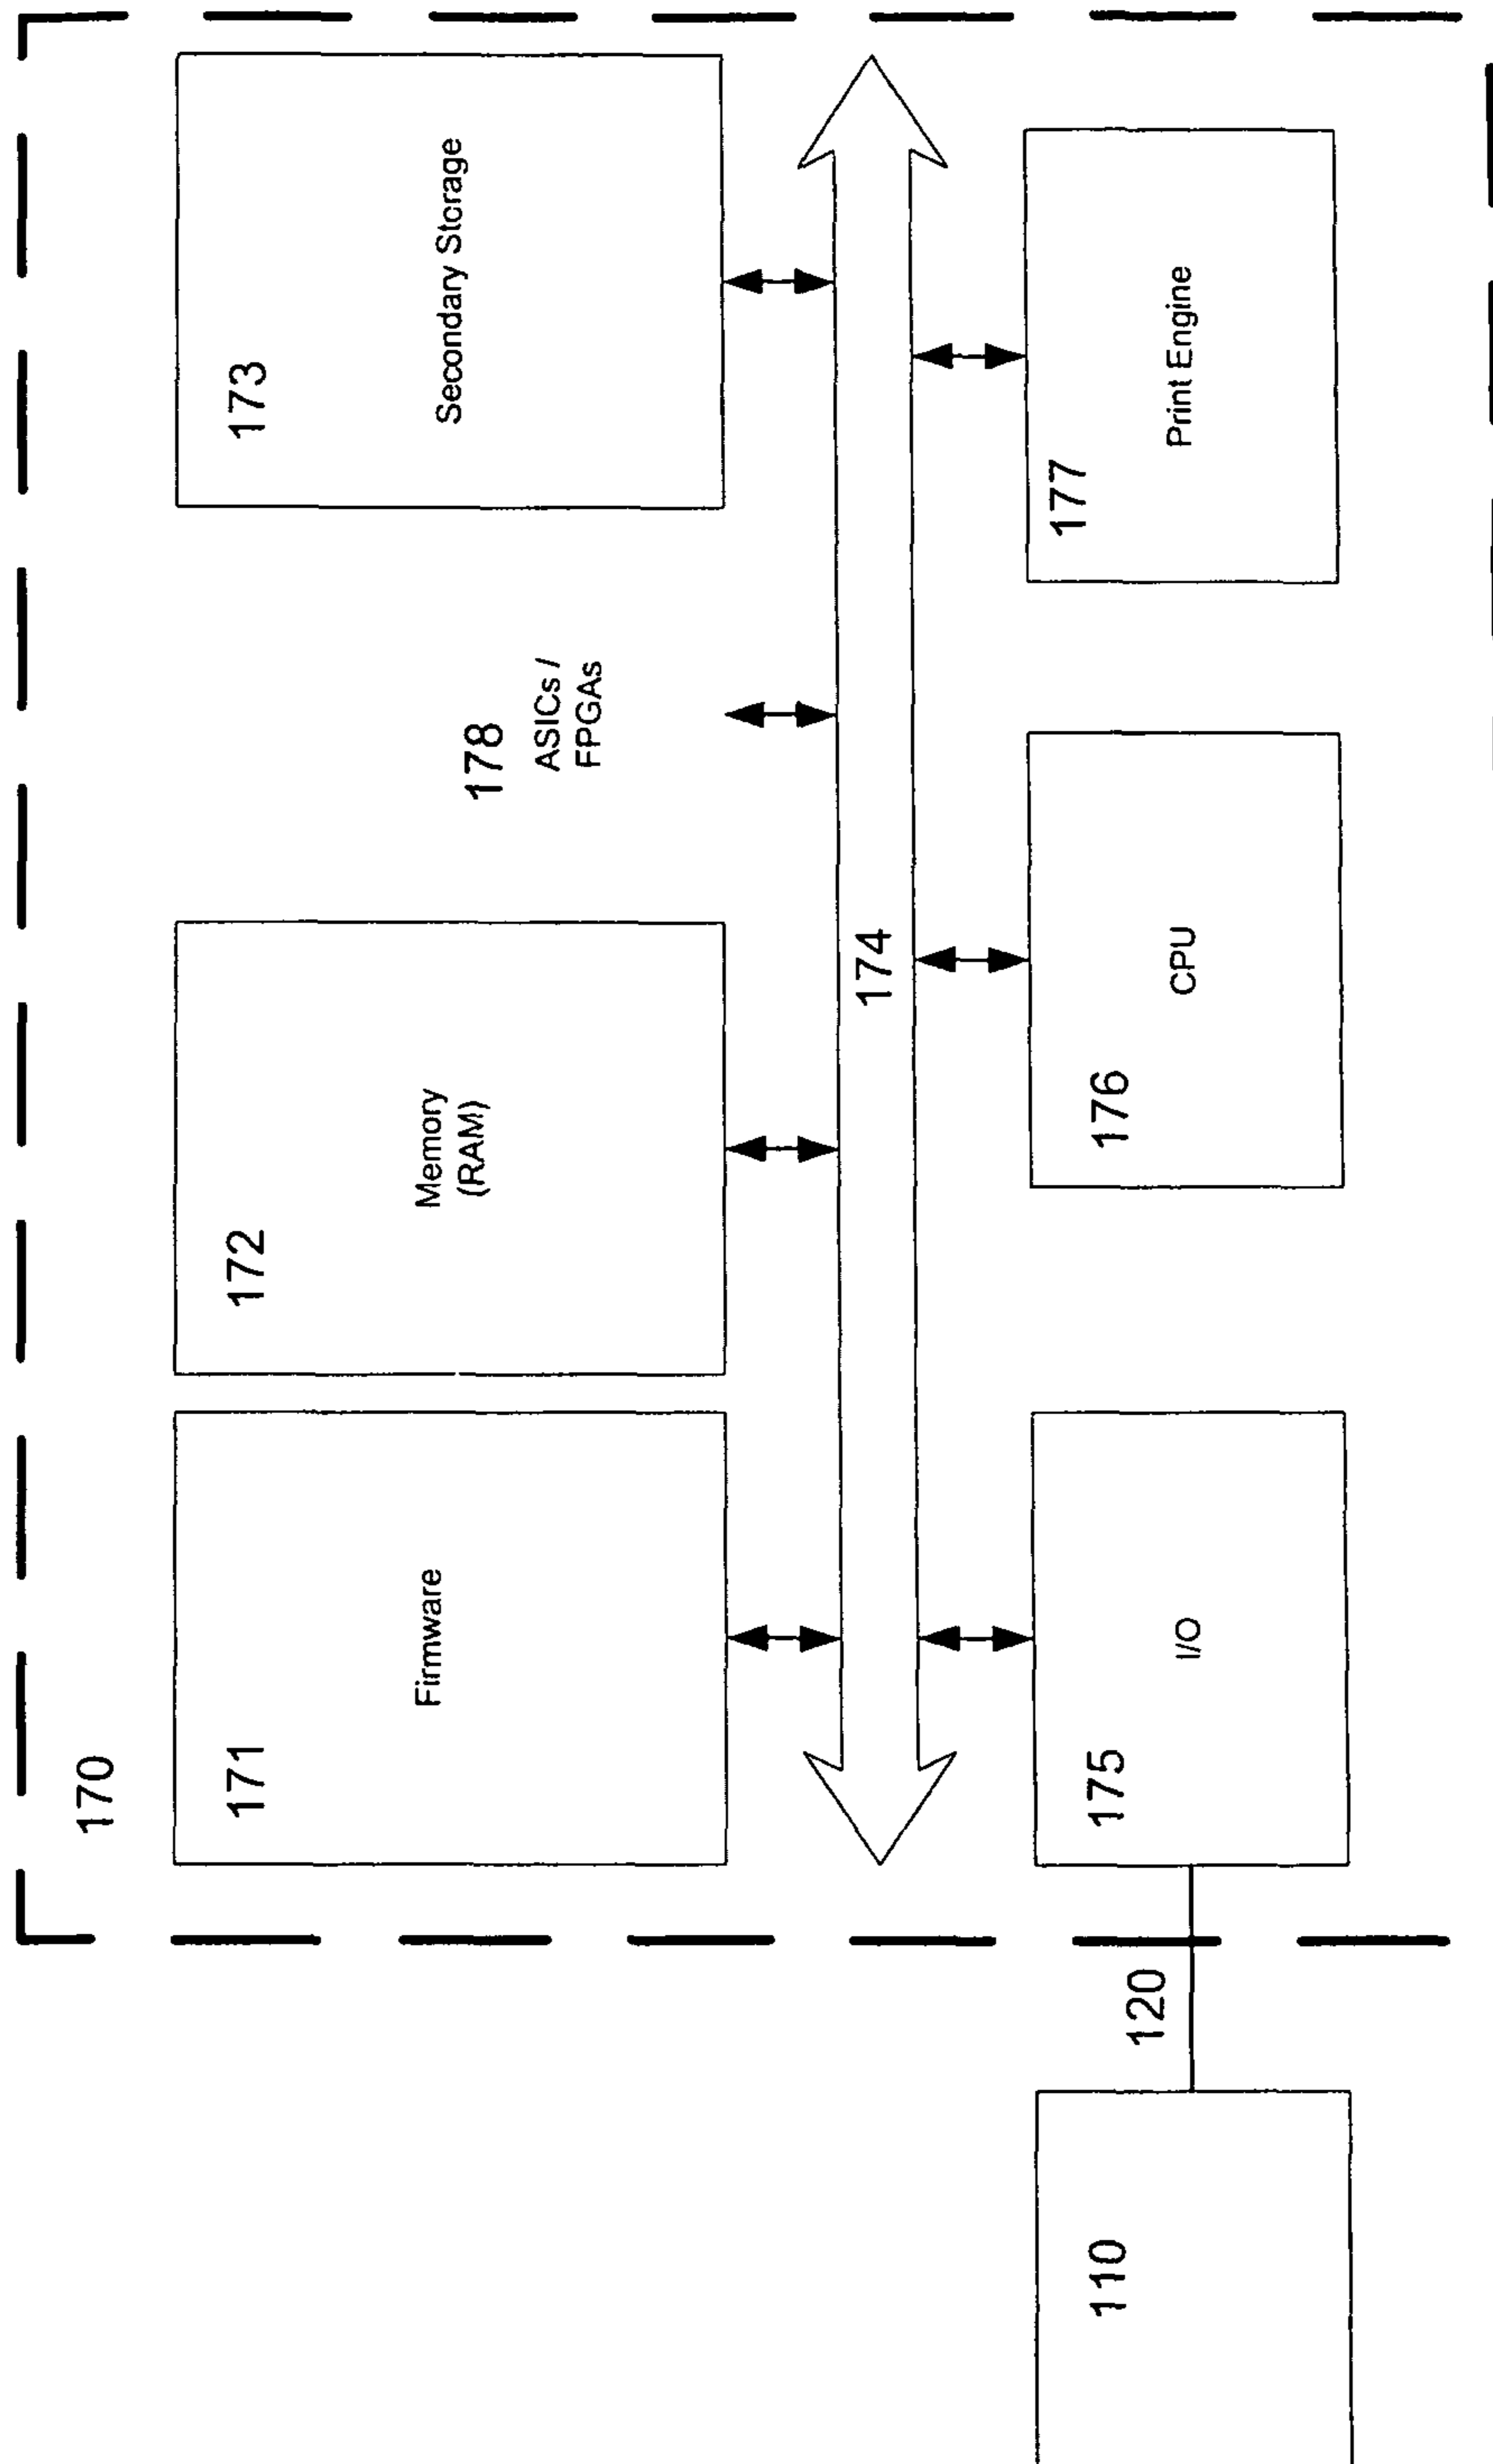 170
171
Firmware
172
Memory
(RAM)
178
ASICs /
FPGAs
173
Secondary Storage
174
110
120
175
I/O
176
CPU
177
Print Engine